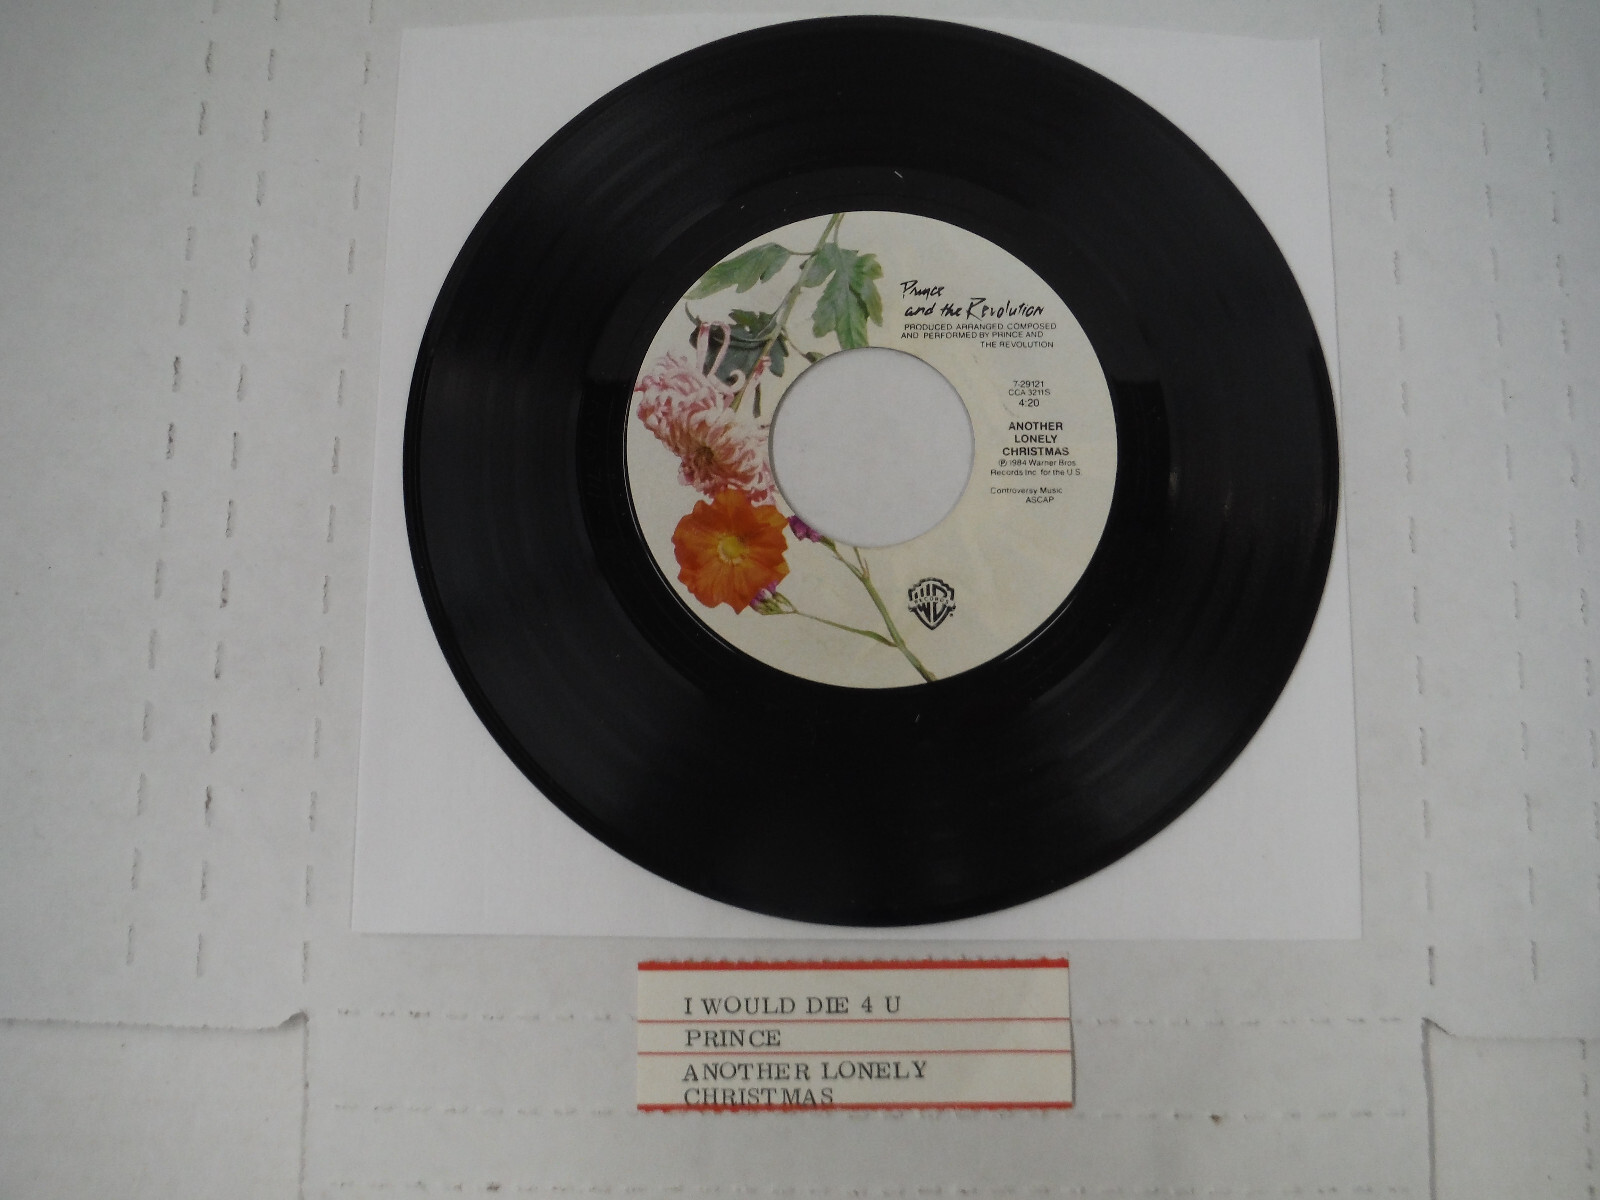 Prince
and the Revolution
PRODUCED ARRANGED COMPOSED
AND PERFORMED BY PRINCE AND
THE REVOLUTION
7-29121
CCA 3211S
4:20
ANOTHER
LONELY
CHRISTMAS
℗ 1984 Warner Bros.
Records Inc. for the U.S.
Controversy Music
ASCAP
WB
RECORDS
I WOULD DIE 4 U
PRINCE
ANOTHER LONELY
CHRISTMAS